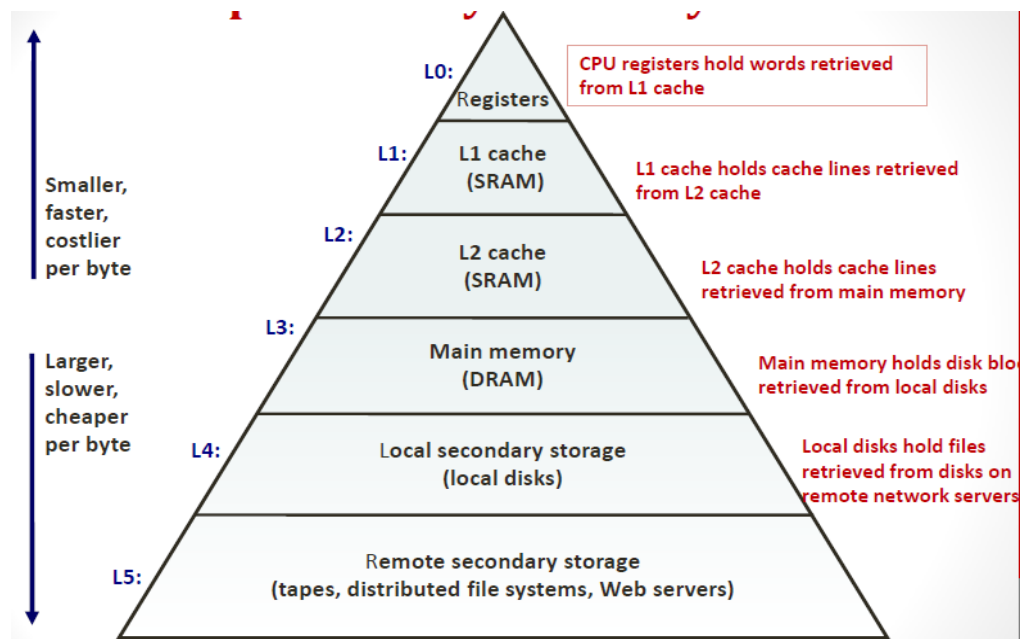 L0:
Registers
CPU registers hold words retrieved
from L1 cache
L1:
L1 cache
(SRAM)
L1 cache holds cache lines retrieved
from L2 cache
Smaller,
faster,
costlier
per byte
L2:
L2 cache
(SRAM)
L2 cache holds cache lines
retrieved from main memory
L3:
Main memory
(DRAM)
Main memory holds disk
retrieved from local disks
Larger,
slower,
cheaper
per byte
L4:
Local secondary storage
(local disks)
Local disks hold files
retrieved from disks on
remote network servers
L5:
Remote secondary storage
(tapes, distributed file systems, Web servers)